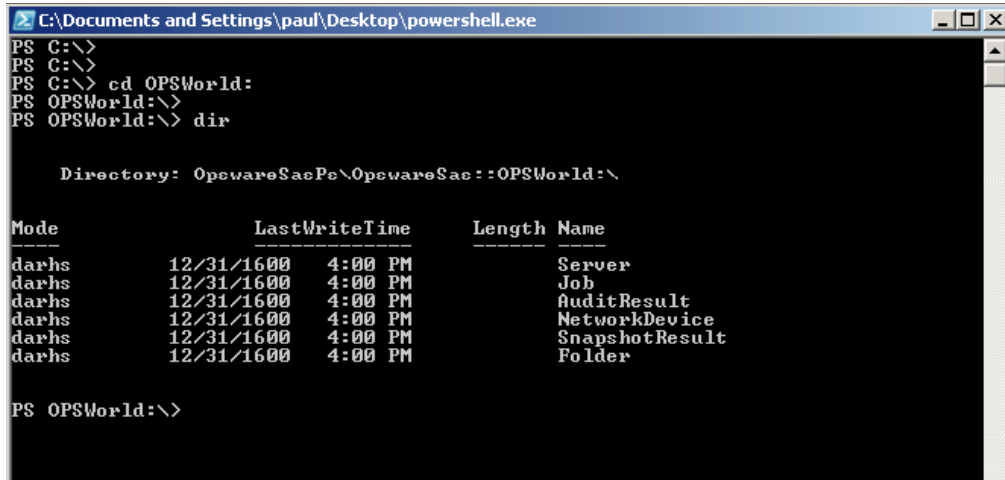 C:\Documents and Settings\paul\Desktop\powershell.exe
PS C:\>
PS C:\>
PS C:\> cd OPSWorld:
PS OPSWorld:\>
PS OPSWorld:\> dir
Directory: OpswareSasPs\OpswareSas::OPSWorld:\
Mode LastWriteTime Length Name
---- ------------- ------ ----
darhs 12/31/1600 4:00 PM Server
darhs 12/31/1600 4:00 PM Job
darhs 12/31/1600 4:00 PM AuditResult
darhs 12/31/1600 4:00 PM NetworkDevice
darhs 12/31/1600 4:00 PM SnapshotResult
darhs 12/31/1600 4:00 PM Folder
PS OPSWorld:\>